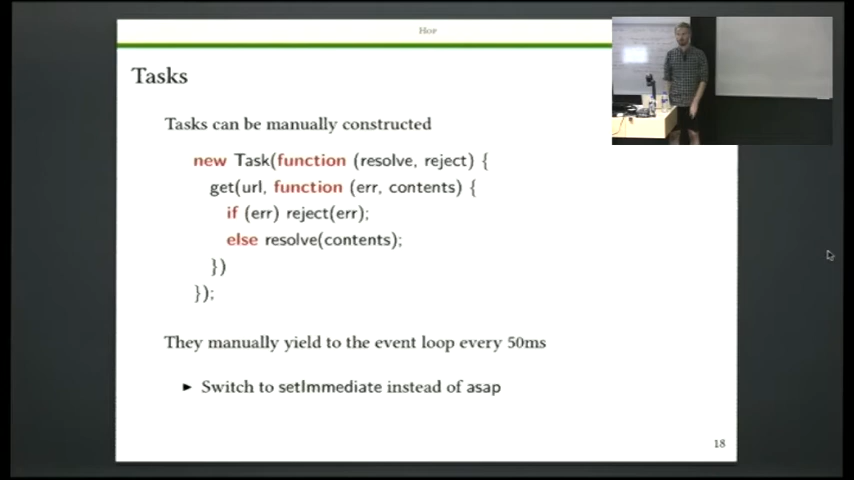 Hop
Tasks
Tasks can be manually constructed
new Task(function (resolve, reject) {
get(url, function (err, contents) {
if (err) reject(err);
else resolve(contents);
})
});
They manually yield to the event loop every 50ms
► Switch to setImmediate instead of asap
18